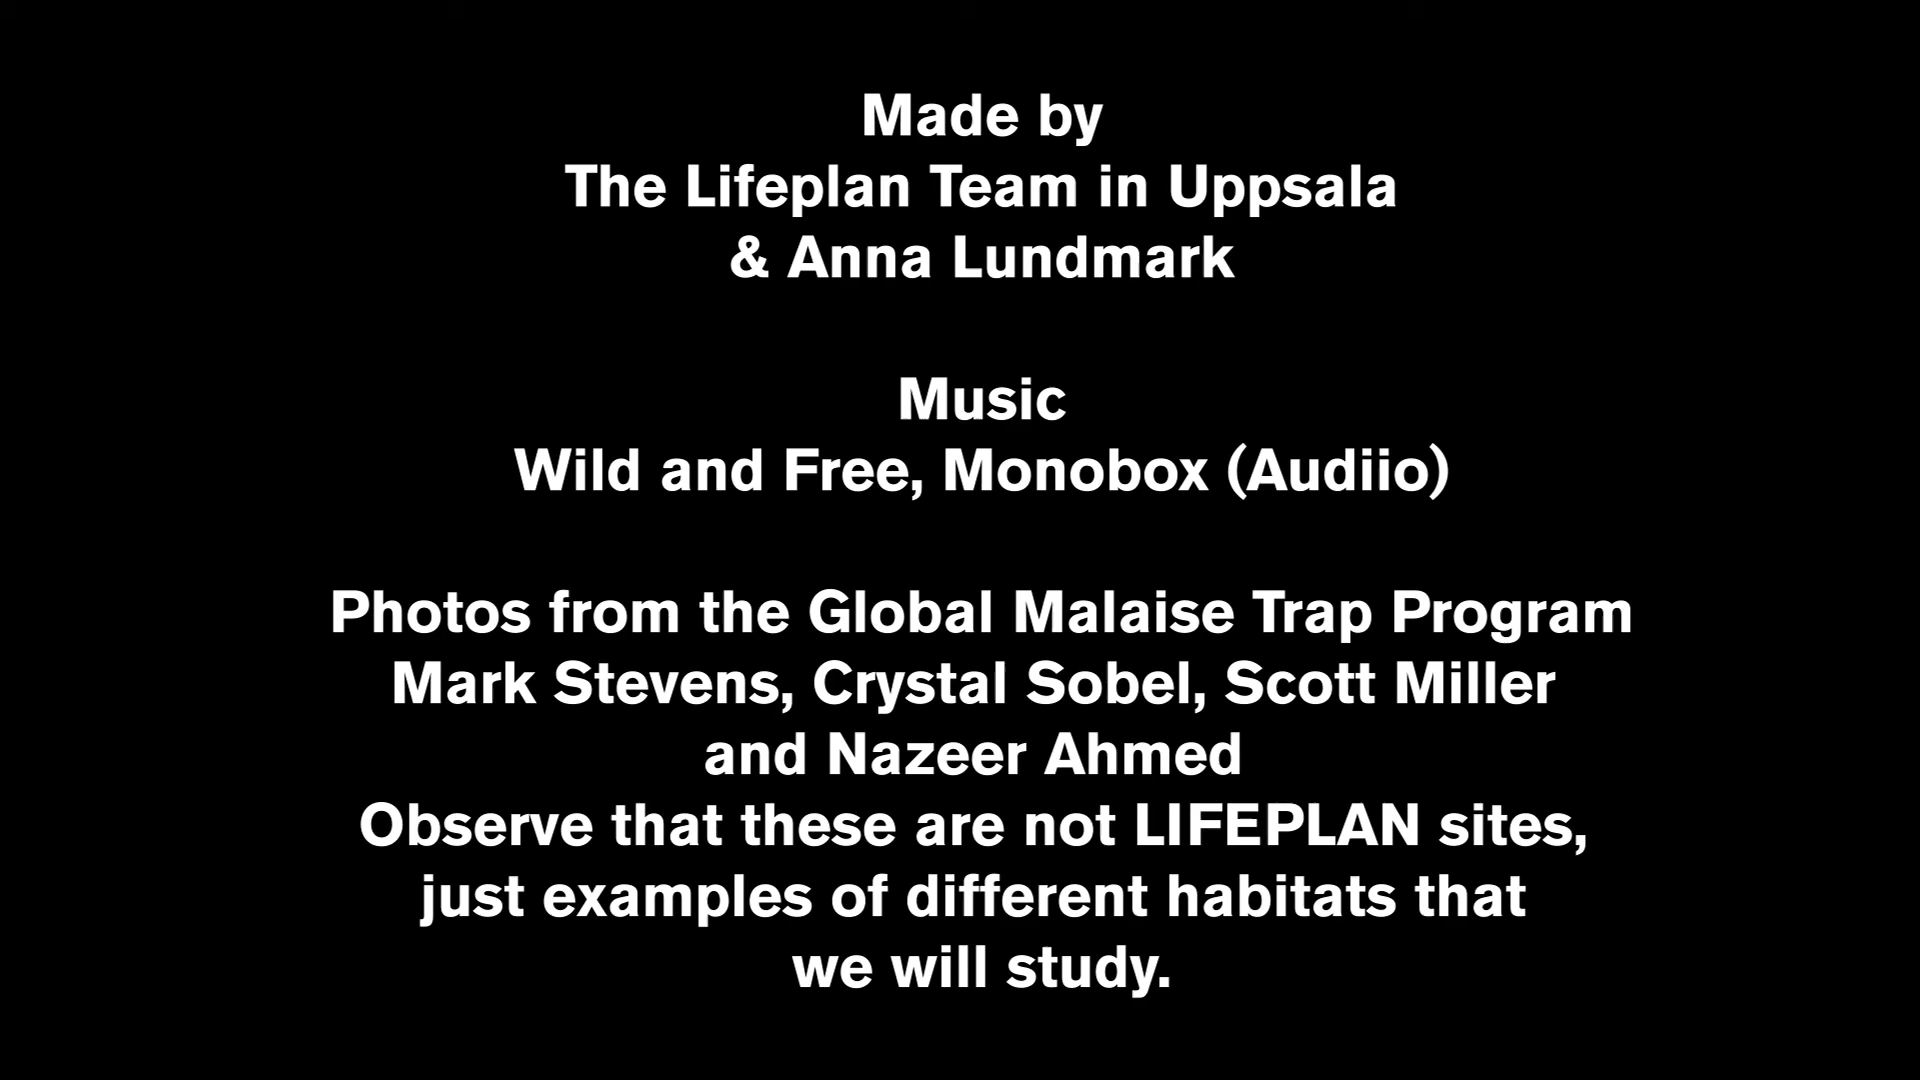 Made by
The Lifeplan Team in Uppsala
& Anna Lundmark
Music
Wild and Free, Monobox (Audiio)
Photos from the Global Malaise Trap Program
Mark Stevens, Crystal Sobel, Scott Miller
and Nazeer Ahmed
Observe that these are not LIFEPLAN sites,
just examples of different habitats that
we will study.